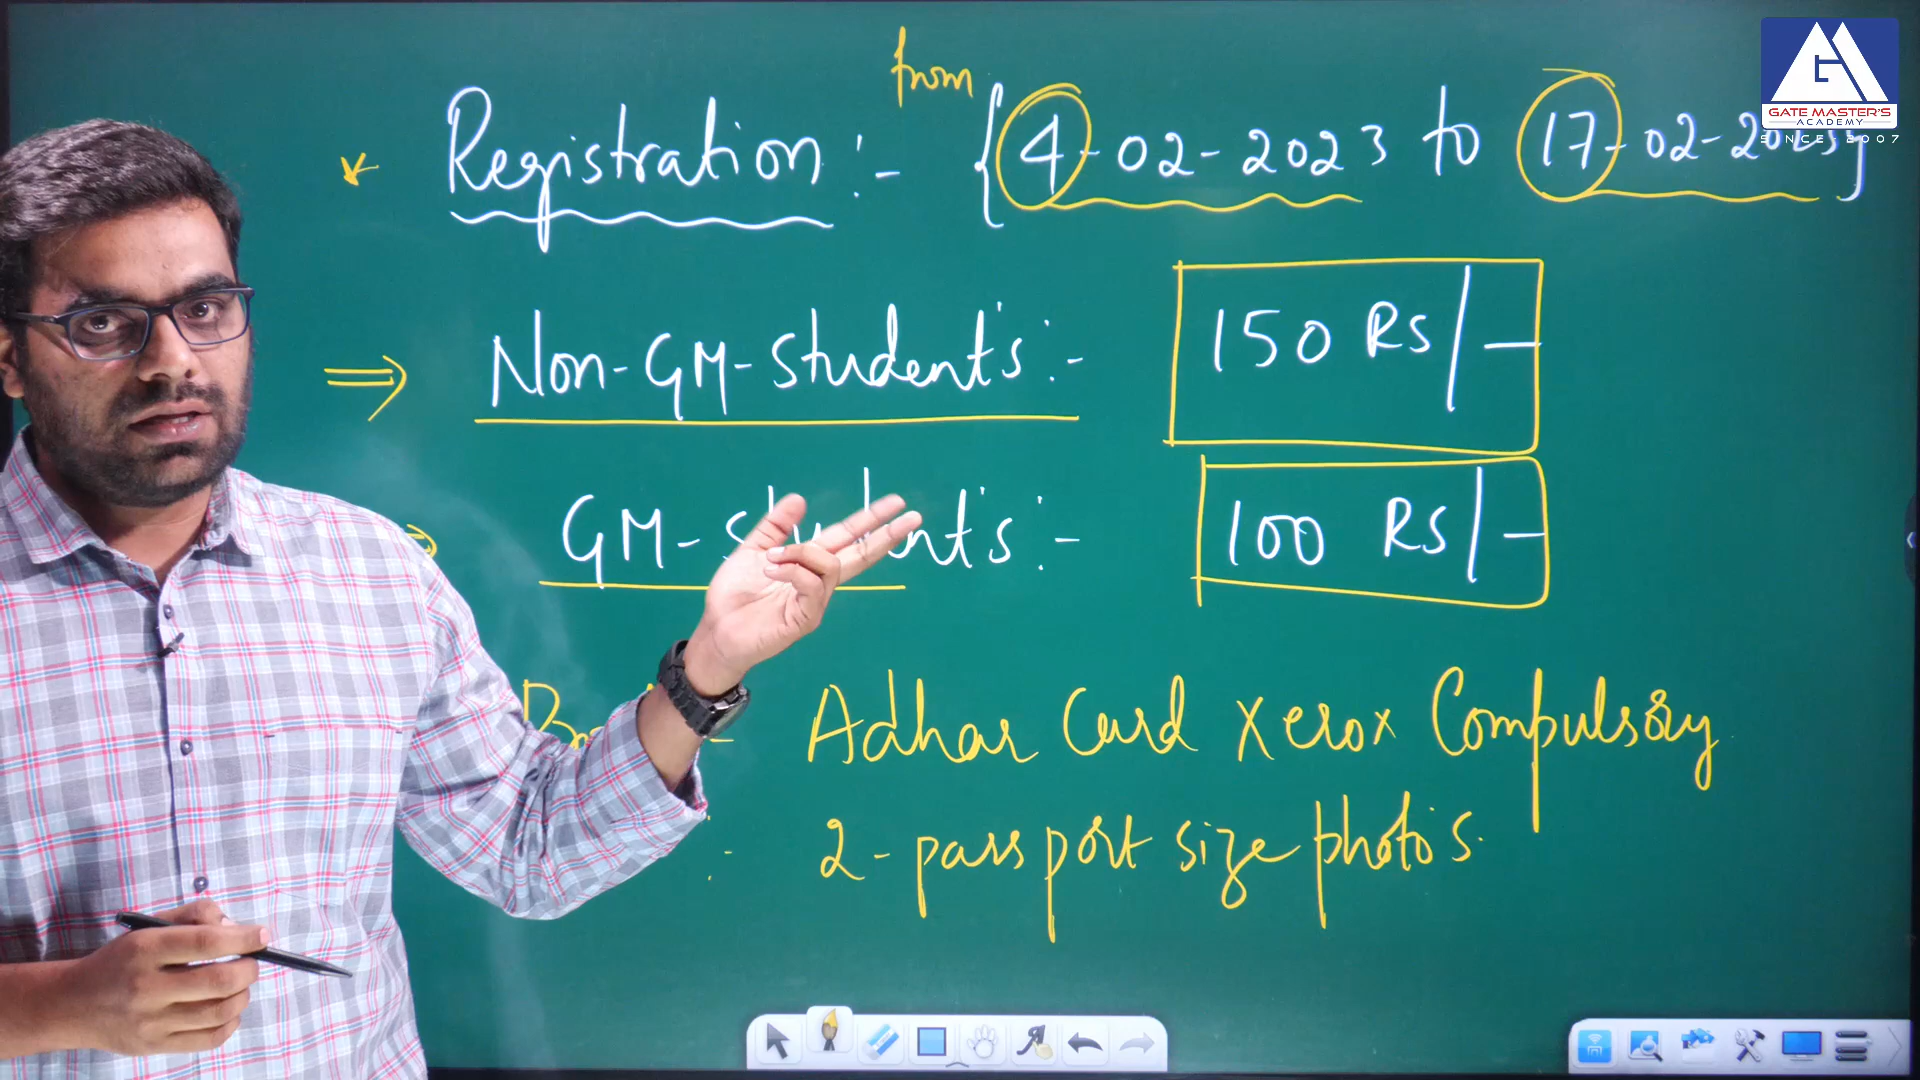 from
Registration :- {4-02-2023 to 17-02-2023}
Non-GM-Student's :- 150 RS/-
GM-Student's :- 100 RS/-
Adhar Card Xerox Compulsory
2-passport size photo's.
GATE MASTER'S
ACADEMY
SINCE 2007